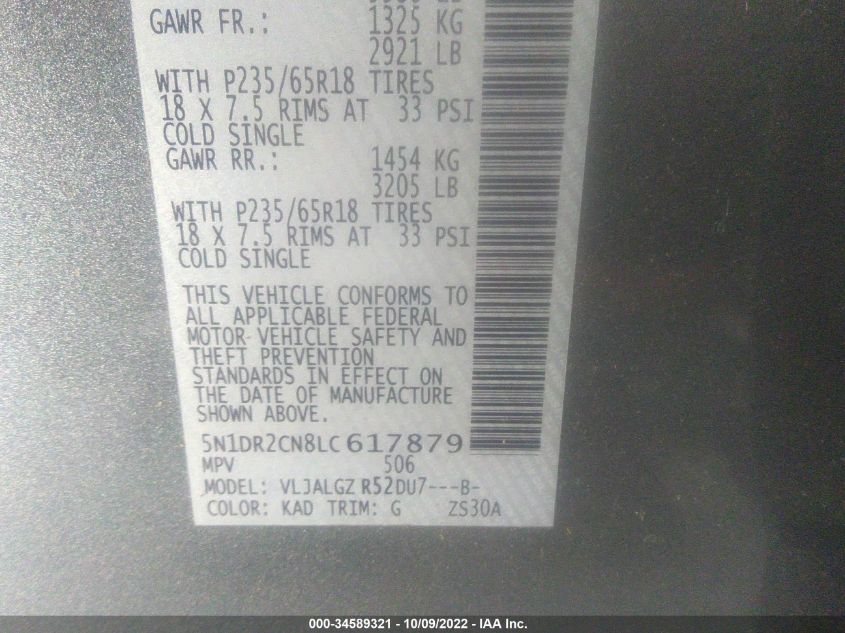 GAWR FR.: 1325 KG
2921 LB
WITH P235/65R18 TIRES
18 X 7.5 RIMS AT 33 PSI
COLD SINGLE
GAWR RR.: 1454 KG
3205 LB
WITH P235/65R18 TIRES
18 X 7.5 RIMS AT 33 PSI
COLD SINGLE
THIS VEHICLE CONFORMS TO
ALL APPLICABLE FEDERAL
MOTOR-VEHICLE SAFETY AND
THEFT PREVENTION
STANDARDS IN EFFECT ON
THE DATE OF MANUFACTURE
SHOWN ABOVE.
5N1DR2CN8LC617879
MPV 506
MODEL: VLJALGZ R52DU7---B-
COLOR: KAD TRIM: G ZS30A
000-34589321 - 10/09/2022 - IAA Inc.